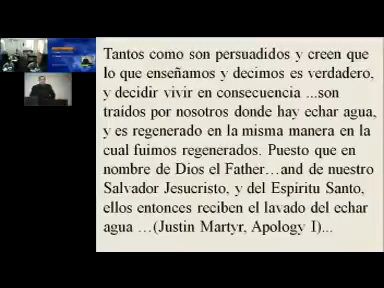 Tantos como son persuadidos y creen que
lo que enseñamos y decimos es verdadero,
y decidir vivir en consecuencia ...son
traídos por nosotros donde hay echar agua,
y es regenerado en la misma manera en la
cual fuimos regenerados. Puesto que en
nombre de Dios el Father…and de nuestro
Salvador Jesucristo, y del Espiritu Santo,
ellos entonces reciben el lavado del echar
agua …(Justin Martyr, Apology I)...